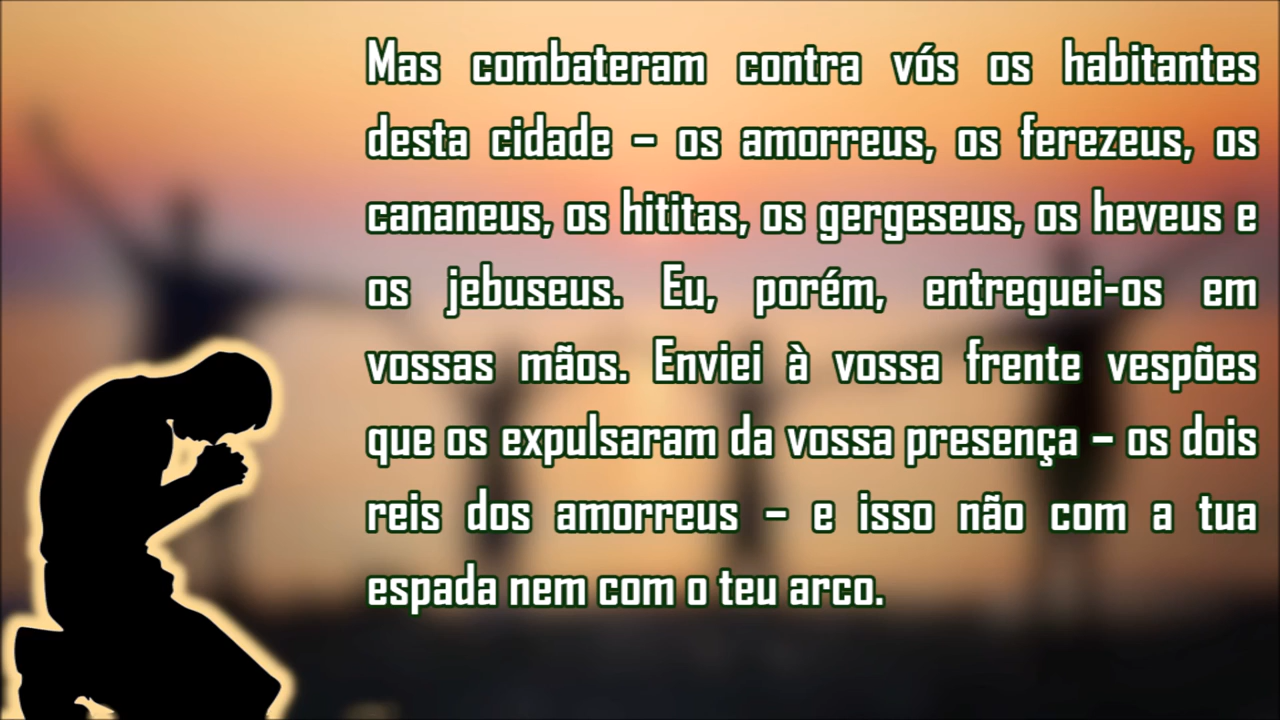 Mas combateram contra vós os habitantes
desta cidade – os amorreus, os ferezeus, os
cananeus, os hititas, os gergeseus, os heveus e
os jebuseus. Eu, porém, entreguei-os em
vossas mãos. Enviei à vossa frente vespões
que os expulsaram da vossa presença – os dois
reis dos amorreus – e isso não com a tua
espada nem com o teu arco.